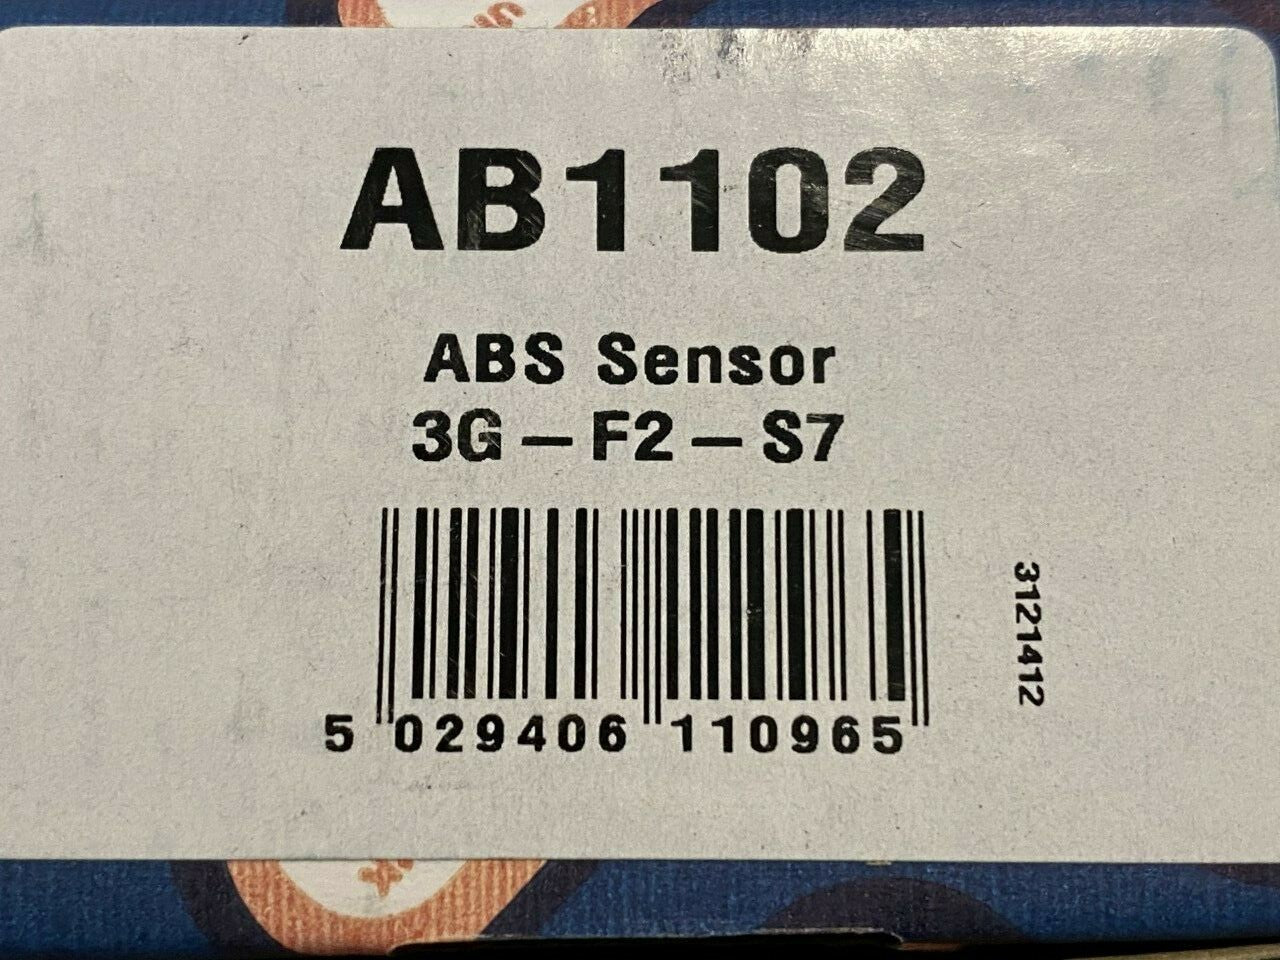 AB1102
ABS Sensor
3G – F2 – S7
5 029406 110965
3121412